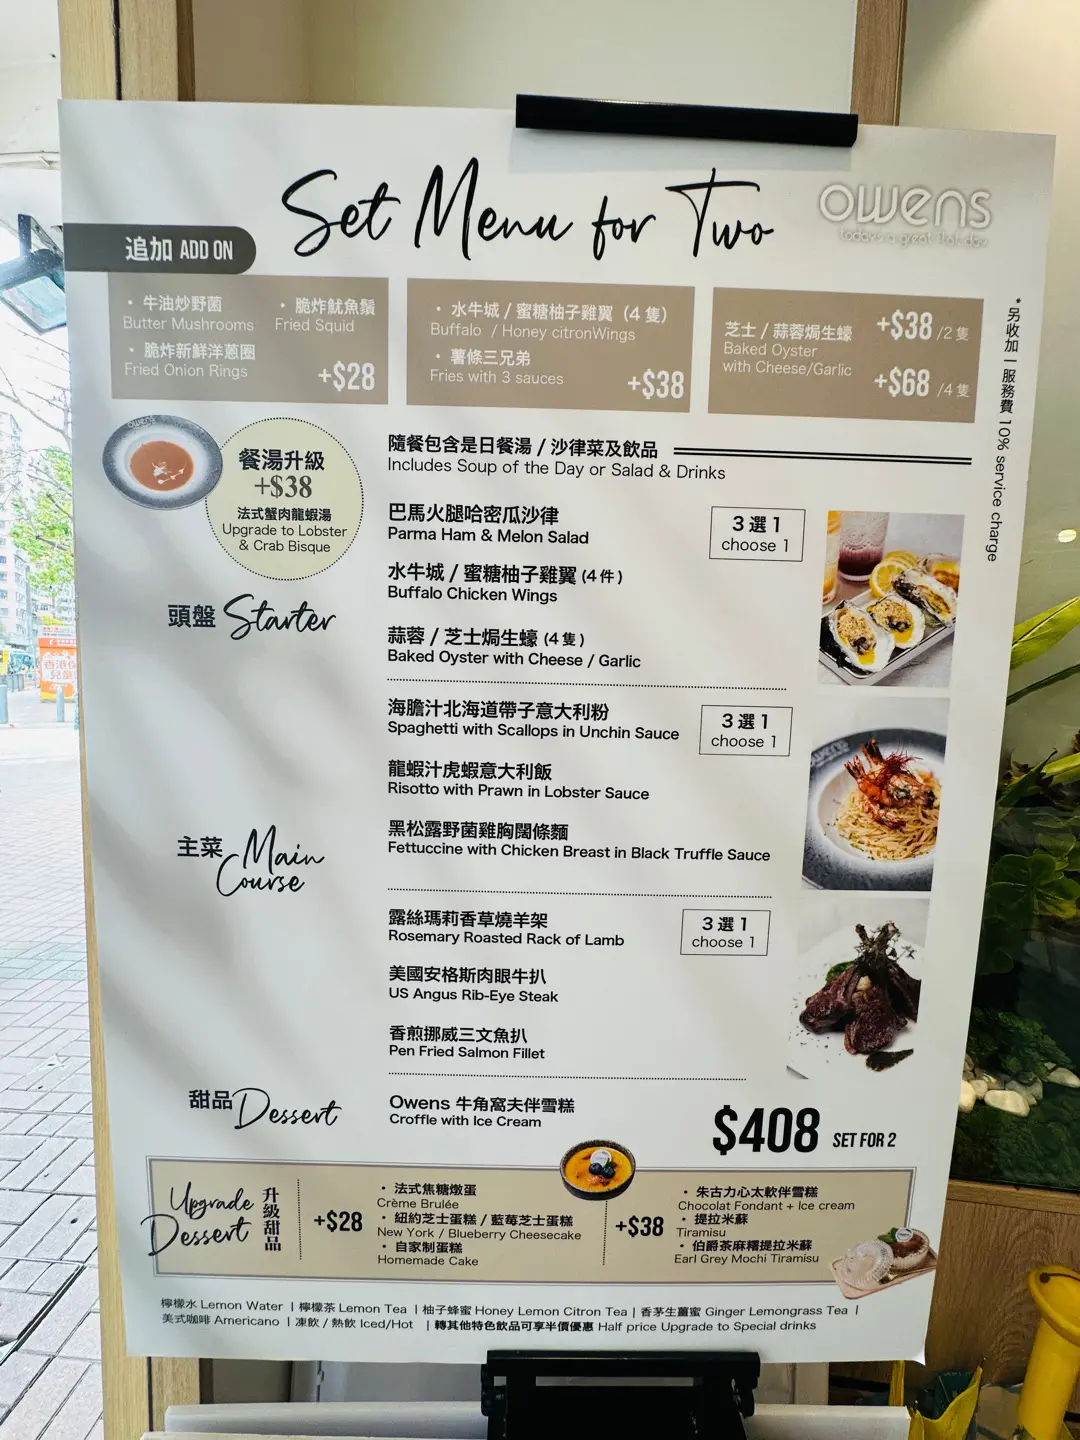 Set Menu for Two
owens
today's a great flat day
追加 ADD ON
・ 牛油炒野菌
Butter Mushrooms
・ 脆炸魷魚鬚
Fried Squid
・ 脆炸新鮮洋蔥圈
Fried Onion Rings
+$28
・ 水牛城 / 蜜糖柚子雞翼（4 隻）
Buffalo / Honey citronWings
・ 薯條三兄弟
Fries with 3 sauces
+$38
芝士 / 蒜蓉焗生蠔
Baked Oyster
with Cheese/Garlic
+$38 /2 隻
+$68 /4 隻
*另收加一服務費 10% service charge
owens
餐湯升級
+$38
法式蟹肉龍蝦湯
Upgrade to Lobster
& Crab Bisque
隨餐包含是日餐湯 / 沙律菜及飲品
Includes Soup of the Day or Salad & Drinks
頭盤 Starter
巴馬火腿哈密瓜沙律
Parma Ham & Melon Salad
3 選 1
choose 1
水牛城 / 蜜糖柚子雞翼 (4 件)
Buffalo Chicken Wings
蒜蓉 / 芝士焗生蠔 (4 隻)
Baked Oyster with Cheese / Garlic
主菜 Main
Course
海膽汁北海道帶子意大利粉
Spaghetti with Scallops in Unchin Sauce
3 選 1
choose 1
龍蝦汁虎蝦意大利飯
Risotto with Prawn in Lobster Sauce
黑松露野菌雞胸闊條麵
Fettuccine with Chicken Breast in Black Truffle Sauce
露絲瑪莉香草燒羊架
Rosemary Roasted Rack of Lamb
3 選 1
choose 1
美國安格斯肉眼牛扒
US Angus Rib-Eye Steak
香煎挪威三文魚扒
Pen Fried Salmon Fillet
甜品 Dessert
Owens 牛角窩夫伴雪糕
Croffle with Ice Cream
$408 SET FOR 2
Upgrade
Dessert
升級甜品
+$28
・ 法式焦糖燉蛋
Crème Brulée
・ 紐約芝士蛋糕 / 藍莓芝士蛋糕
New York / Blueberry Cheesecake
・ 自家制蛋糕
Homemade Cake
+$38
・ 朱古力心太軟伴雪糕
Chocolat Fondant + Ice cream
・ 提拉米蘇
Tiramisu
・ 伯爵茶麻糬提拉米蘇
Earl Grey Mochi Tiramisu
檸檬水 Lemon Water | 檸檬茶 Lemon Tea | 柚子蜂蜜 Honey Lemon Citron Tea | 香茅生薑蜜 Ginger Lemongrass Tea |
美式咖啡 Americano | 凍飲 / 熱飲 Iced/Hot | 轉其他特色飲品可享半價優惠 Half price Upgrade to Special drinks